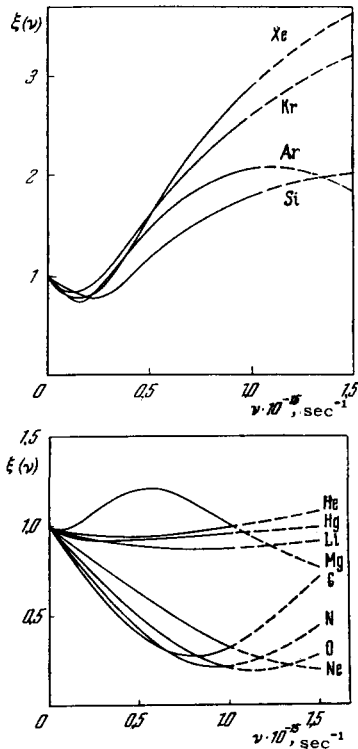 ξ(ν)
3
2
1
0
Xe
Kr
Ar
Si
0,5
1.0
1,5
ν·10⁻¹⁵, sec⁻¹
1,5
ξ(ν)
1,0
0,5
0
He
Hg
Li
Mg
C
N
O
Ne
0,5
1.0
1,5
ν·10⁻¹⁵, sec⁻¹